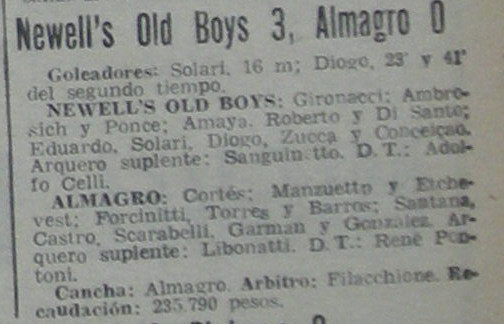 Newell's Old Boys 3, Almagro 0
Goleadores: Solari, 16 m; Diogo, 23' y 41'
del segundo tiempo.
NEWELL'S OLD BOYS: Gironacci; Ambro-
sich y Ponce; Amaya, Roberto y Di Santo;
Eduardo, Solari, Diogo, Zucca y Conceiçao.
Arquero suplente: Sanguinetto. D. T.: Adol-
fo Celli.
ALMAGRO: Cortés; Manzuetto y Etche-
vest; Forcinitti, Torres y Barros; Santana,
Castro, Scarabelli, Garman y González. Ar-
quero suplente: Libonatti. D. T.: René Pon-
toni.
Cancha: Almagro. Arbitro: Filacchione. Re-
caudación: 235.790 pesos.